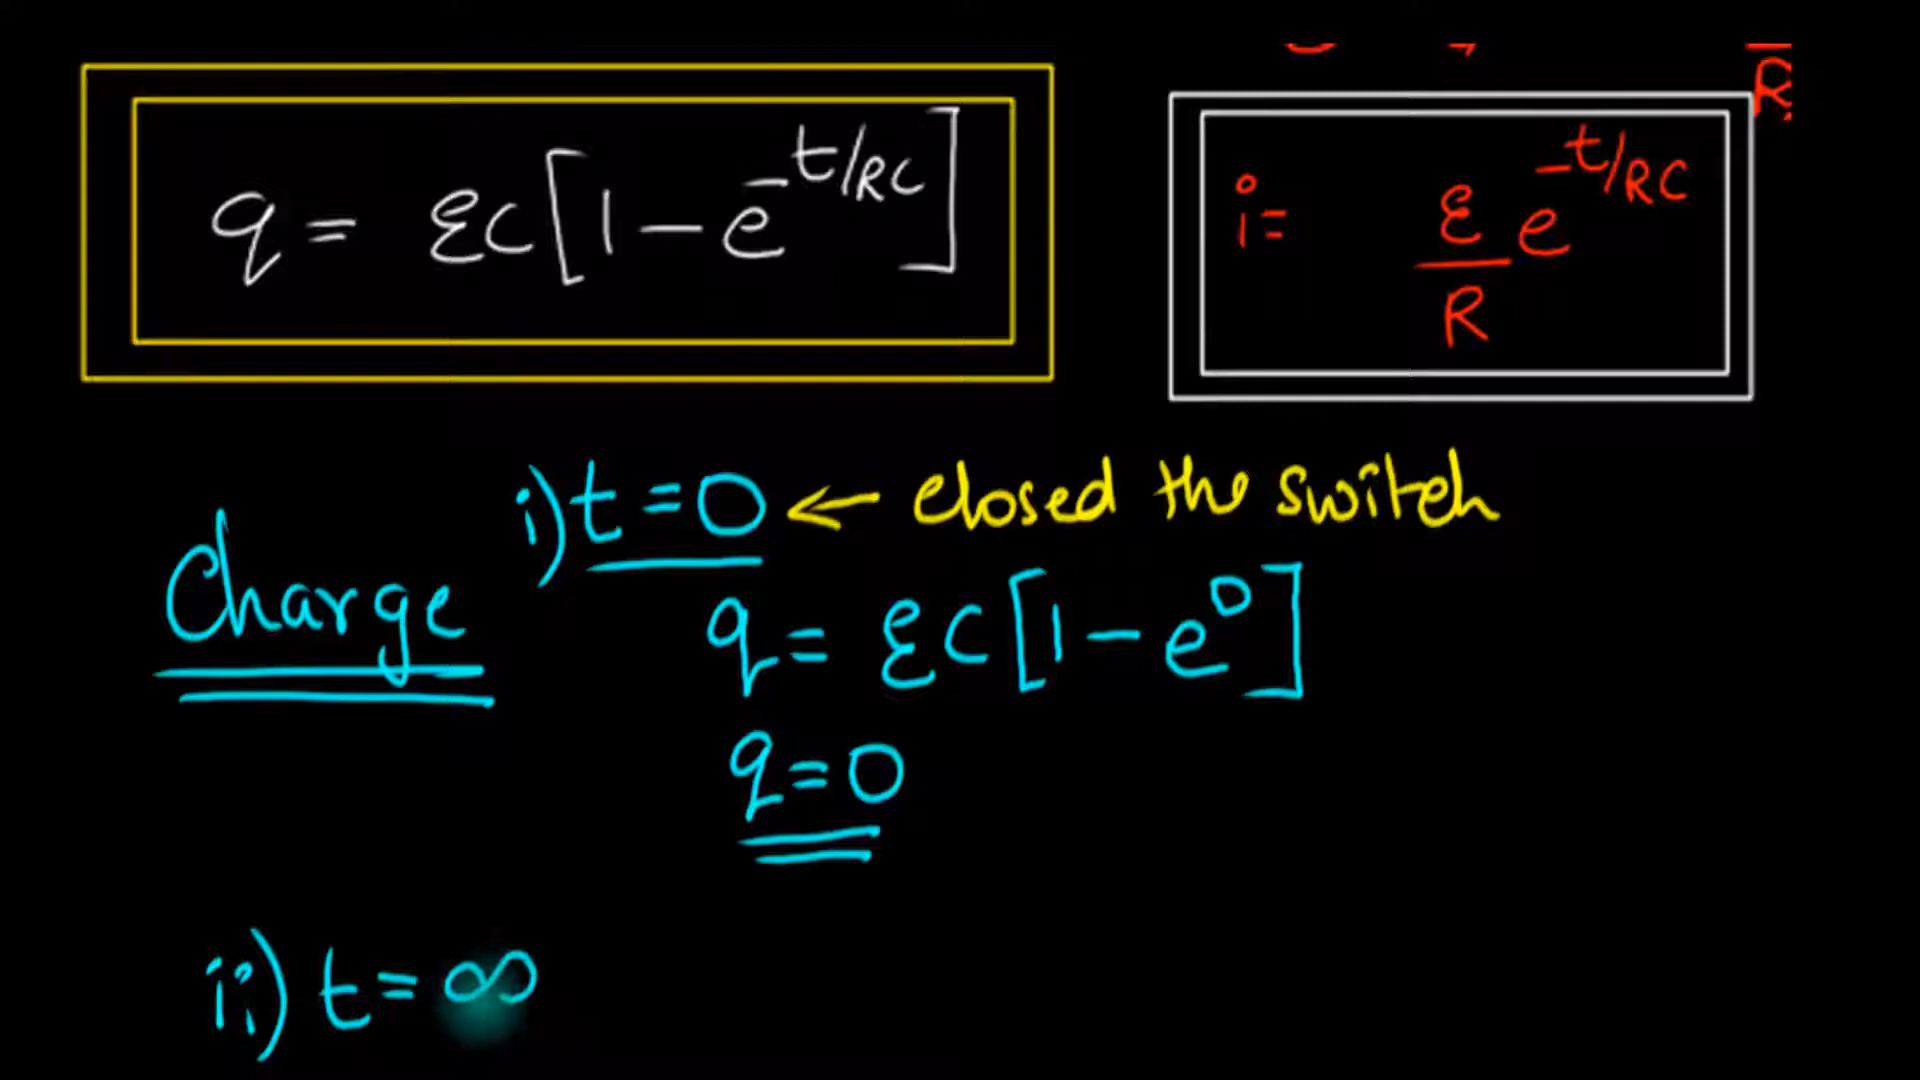 R
q = εC[1 - e^-t/RC]
i = ε/R e^-t/RC
i) t = 0 ← closed the switch
Charge
q = εC[1 - e^0]
q = 0
ii) t = ∞